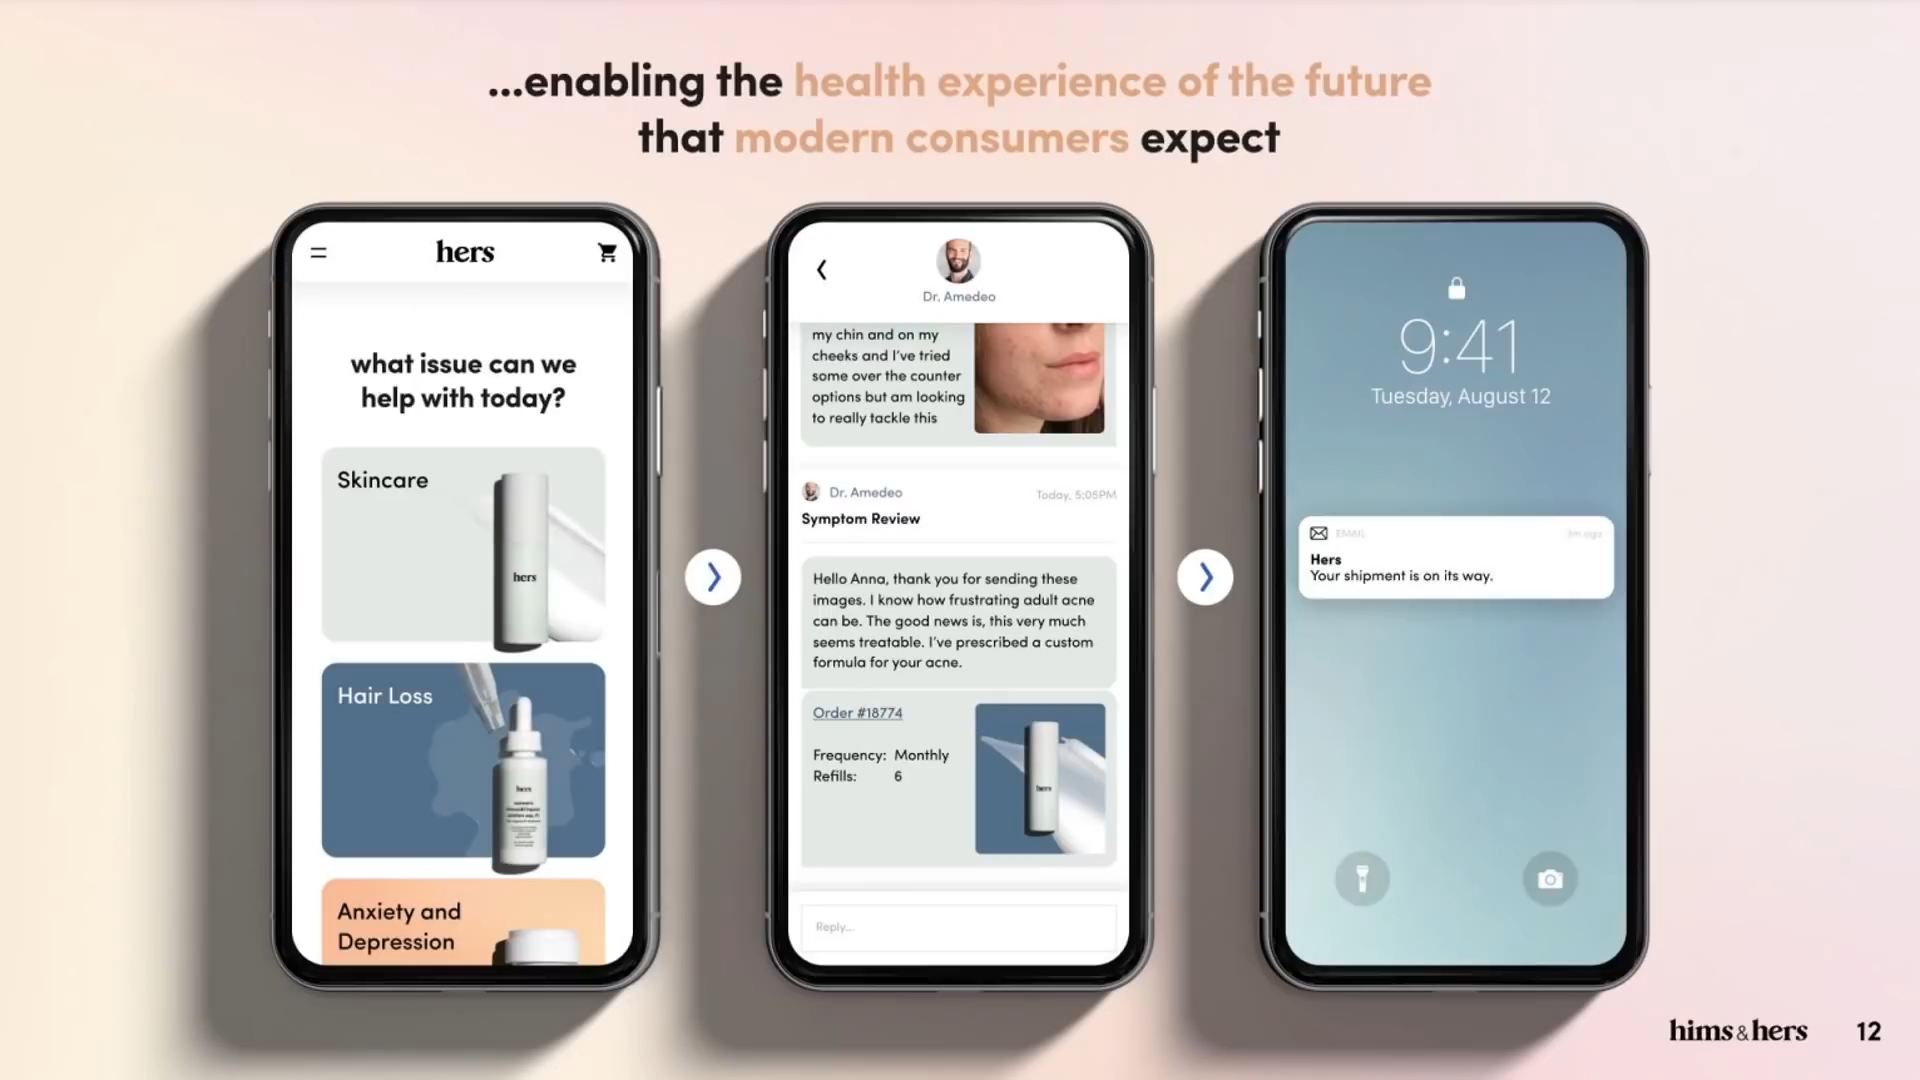 ...enabling the health experience of the future
that modern consumers expect
hers
what issue can we
help with today?
Skincare
hers
Hair Loss
hers
Anxiety and
Depression
Dr. Amedeo
my chin and on my
cheeks and I've tried
some over the counter
options but am looking
to really tackle this
Dr. Amedeo
Today, 5:05PM
Symptom Review
Hello Anna, thank you for sending these
images. I know how frustrating adult acne
can be. The good news is, this very much
seems treatable. I've prescribed a custom
formula for your acne.
Order #18774
Frequency: Monthly
Refills: 6
hers
Reply...
9:41
Tuesday, August 12
EMAIL
Hers
Your shipment is on its way.
hims & hers
12